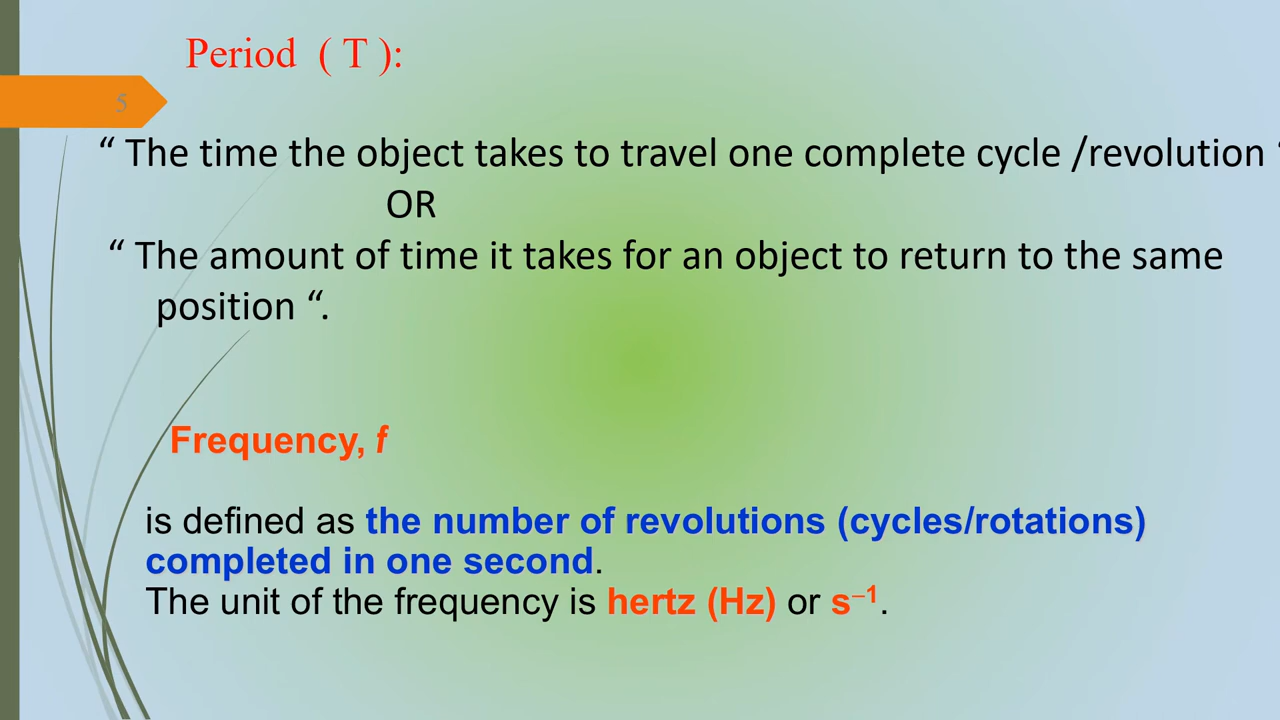 Period ( T ):
5
“ The time the object takes to travel one complete cycle /revolution “
OR
“ The amount of time it takes for an object to return to the same
position “.
Frequency, f
is defined as the number of revolutions (cycles/rotations)
completed in one second.
The unit of the frequency is hertz (Hz) or s⁻¹.